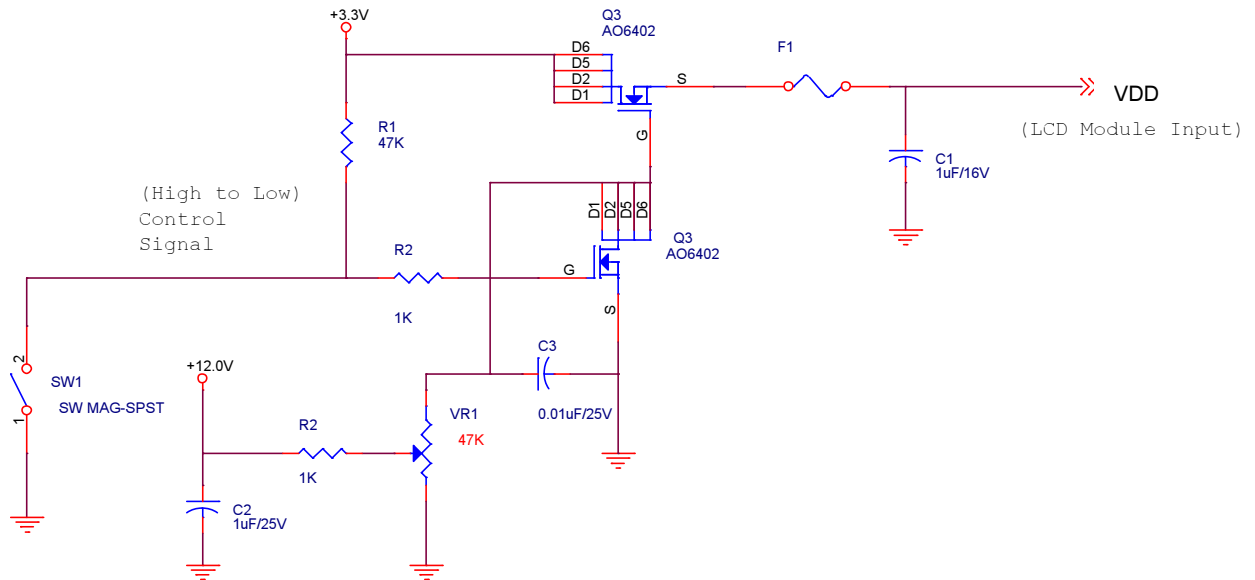 +3.3V
Q3
AO6402
D6
D5
D2
D1
S
F1
VDD
(LCD Module Input)
R1
47K
G
C1
1uF/16V
(High to Low)
Control
Signal
D1
D2
D5
D6
Q3
AO6402
R2
G
1K
S
2
SW1
SW MAG-SPST
1
+12.0V
C3
0.01uF/25V
VR1
47K
R2
1K
C2
1uF/25V